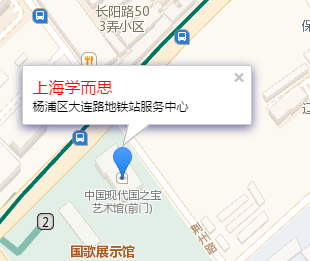 长阳路50
3弄小区
保
上海学而思
杨浦区大连路地铁站服务中心
辽
中国现代国之宝
艺术馆(前门)
荆州路
2
国歌展示馆